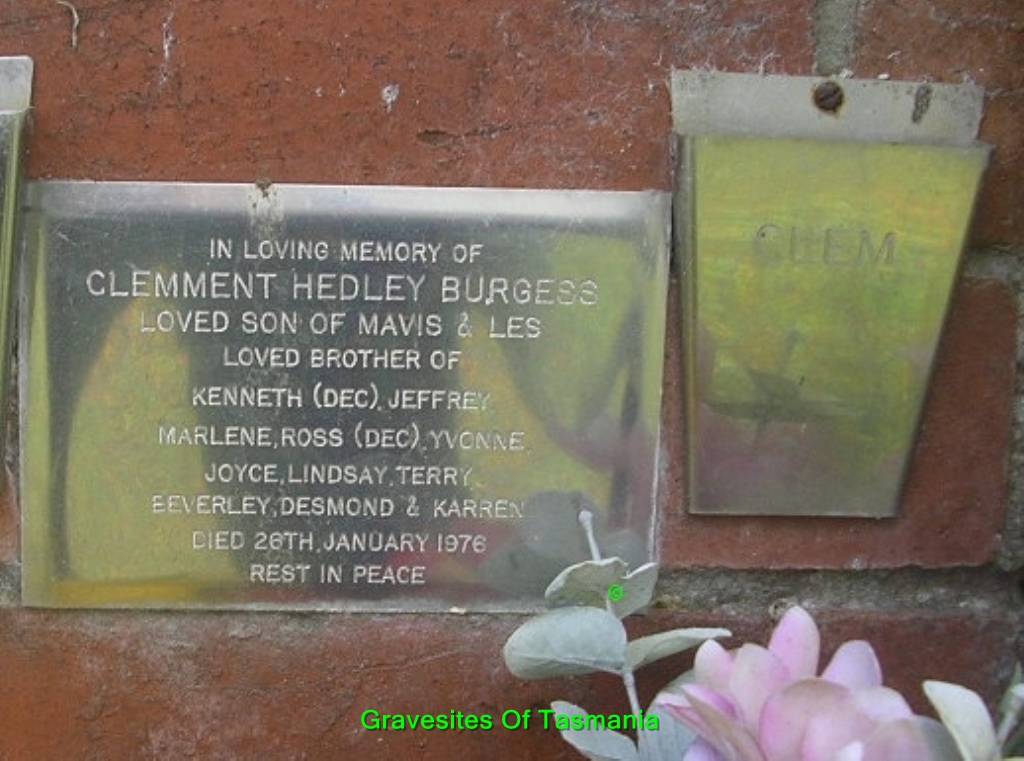 IN LOVING MEMORY OF
CLEMMENT HEDLEY BURGESS
LOVED SON OF MAVIS & LES
LOVED BROTHER OF
KENNETH (DEC), JEFFREY,
MARLENE, ROSS (DEC), YVONNE,
JOYCE, LINDSAY, TERRY,
BEVERLEY, DESMOND & KARREN
DIED 26TH, JANUARY 1976
REST IN PEACE
CLEM
©
Gravesites Of Tasmania